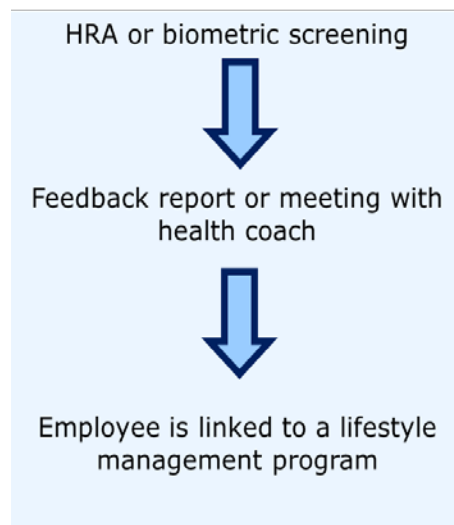 HRA or biometric screening
Feedback report or meeting with
health coach
Employee is linked to a lifestyle
management program